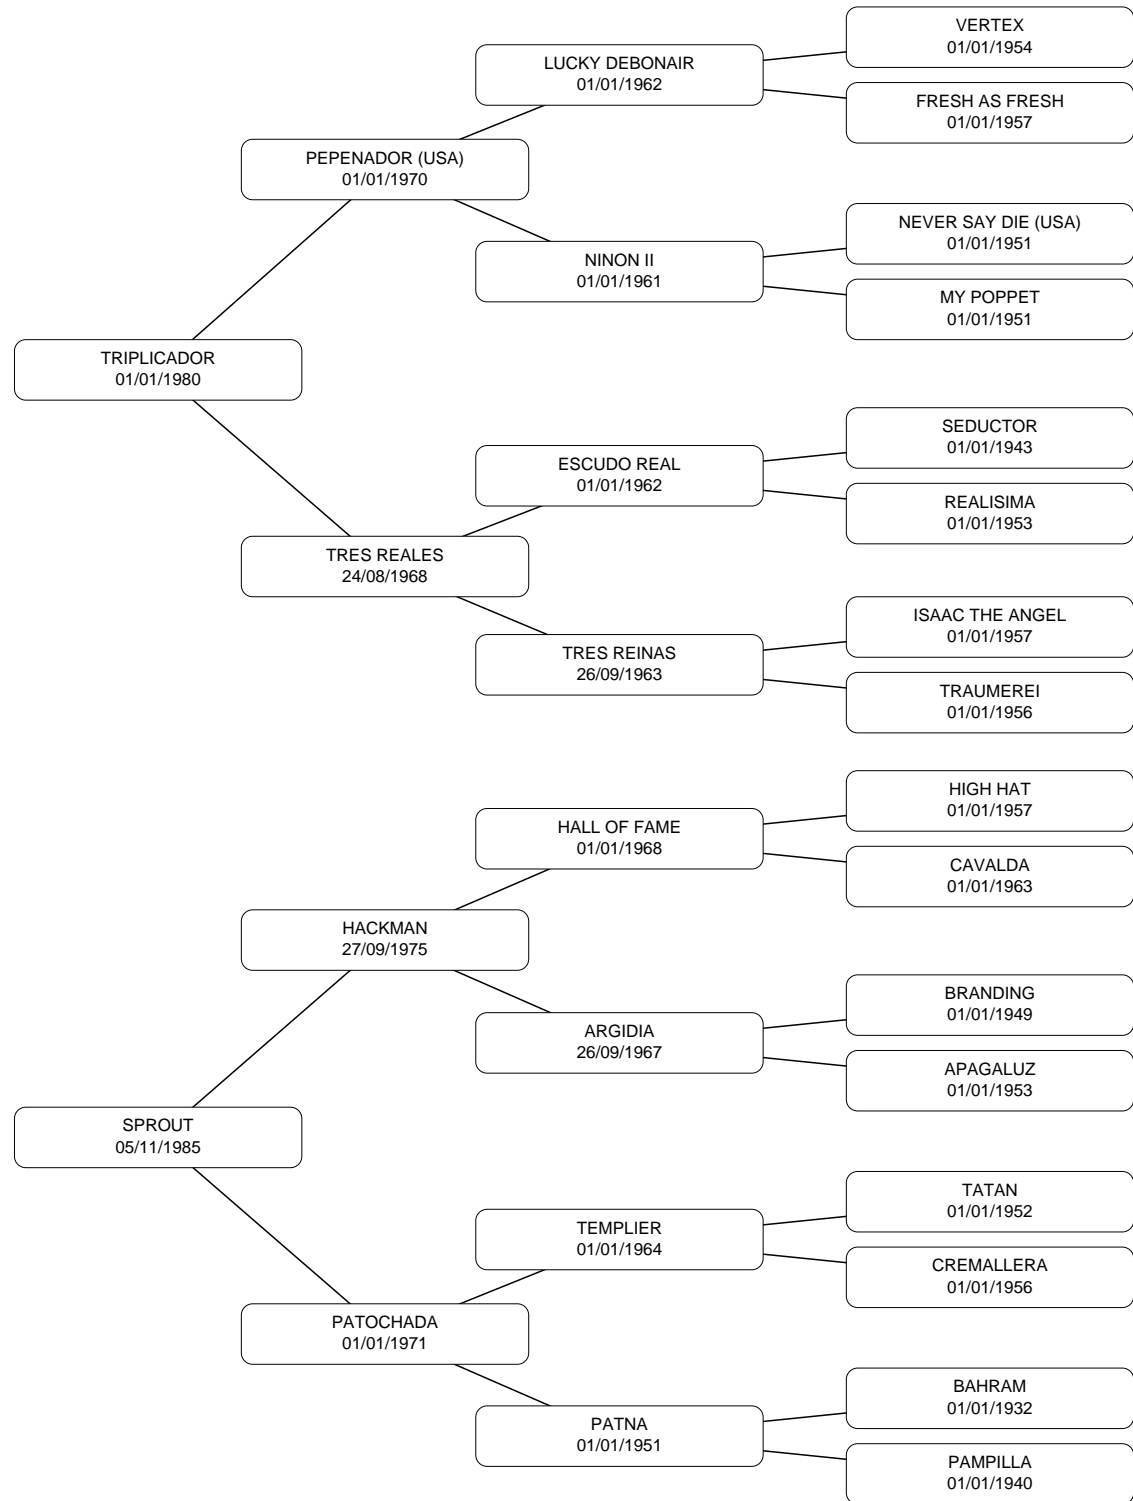 VERTEX
01/01/1954
LUCKY DEBONAIR
01/01/1962
FRESH AS FRESH
01/01/1957
PEPENADOR (USA)
01/01/1970
NEVER SAY DIE (USA)
01/01/1951
NINON II
01/01/1961
MY POPPET
01/01/1951
TRIPLICADOR
01/01/1980
SEDUCTOR
01/01/1943
ESCUDO REAL
01/01/1962
REALISIMA
01/01/1953
TRES REALES
24/08/1968
ISAAC THE ANGEL
01/01/1957
TRES REINAS
26/09/1963
TRAUMEREI
01/01/1956
HIGH HAT
01/01/1957
HALL OF FAME
01/01/1968
CAVALDA
01/01/1963
HACKMAN
27/09/1975
BRANDING
01/01/1949
ARGIDIA
26/09/1967
APAGALUZ
01/01/1953
SPROUT
05/11/1985
TATAN
01/01/1952
TEMPLIER
01/01/1964
CREMALLERA
01/01/1956
PATOCHADA
01/01/1971
BAHRAM
01/01/1932
PATNA
01/01/1951
PAMPILLA
01/01/1940